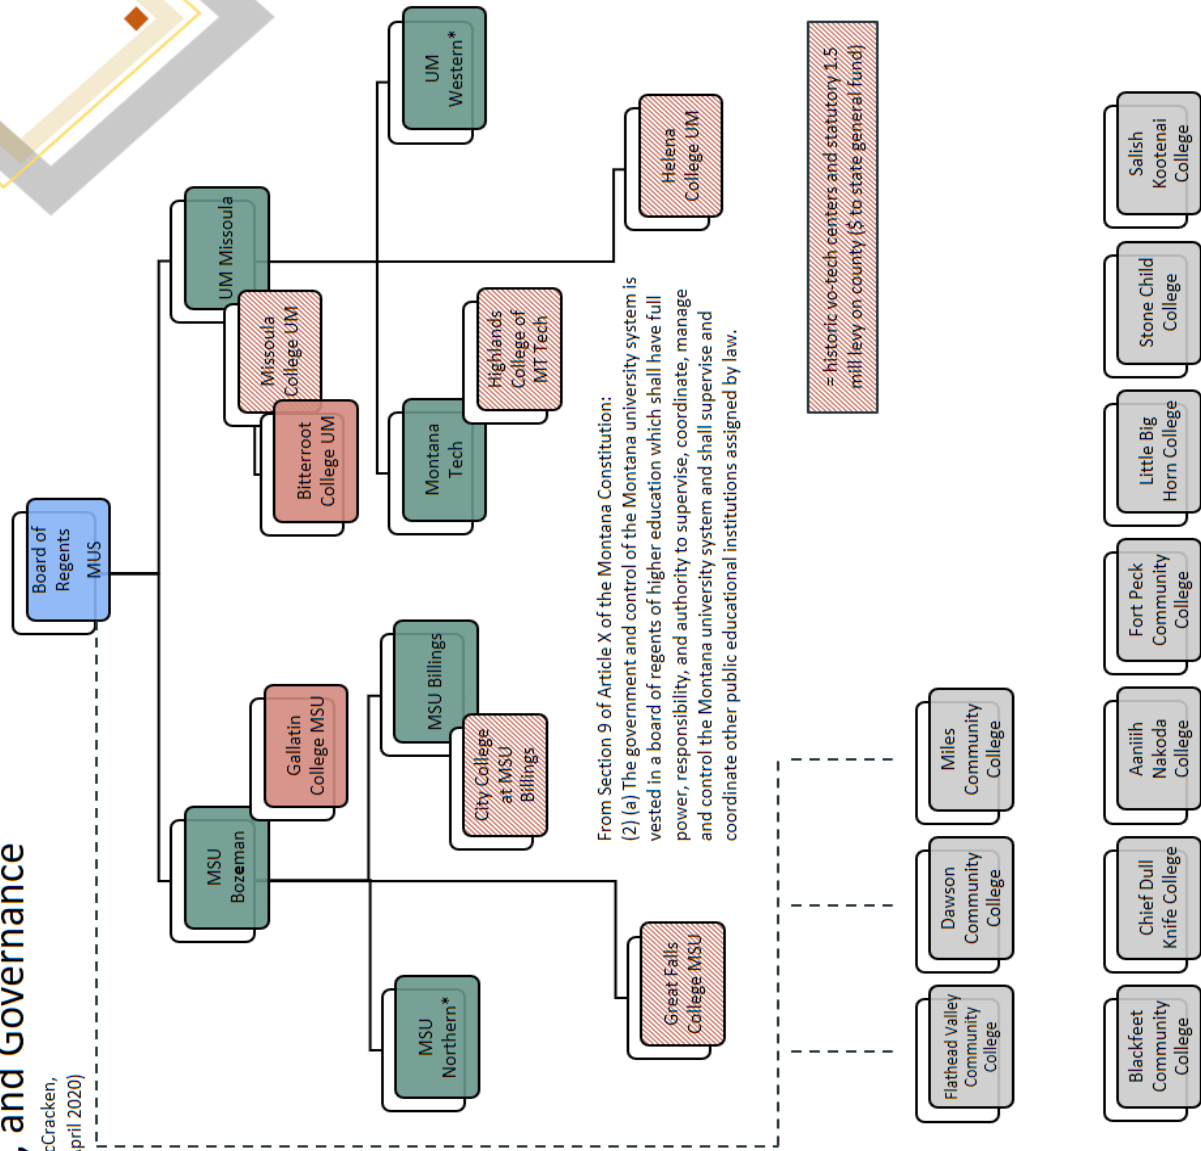 , and Governance
cCracken,
pril 2020)
Board of
Regents
MUS
MSU
Bozeman
Gallatin
College MSU
MSU
Northern*
MSU Billings
City College
at MSU
Billings
Great Falls
College MSU
UM Missoula
Missoula
College UM
Bitterroot
College UM
Montana
Tech
Highlands
College of
MT Tech
UM
Western*
Helena
College UM
From Section 9 of Article X of the Montana Constitution:
(2) (a) The government and control of the Montana university system is
vested in a board of regents of higher education which shall have full
power, responsibility, and authority to supervise, coordinate, manage
and control the Montana university system and shall supervise and
coordinate other public educational institutions assigned by law.
= historic vo-tech centers and statutory 1.5
mill levy on county ($ to state general fund)
Flathead Valley
Community
College
Dawson
Community
College
Miles
Community
College
Blackfeet
Community
College
Chief Dull
Knife College
Aaniiih
Nakoda
College
Fort Peck
Community
College
Little Big
Horn College
Stone Child
College
Salish
Kootenai
College